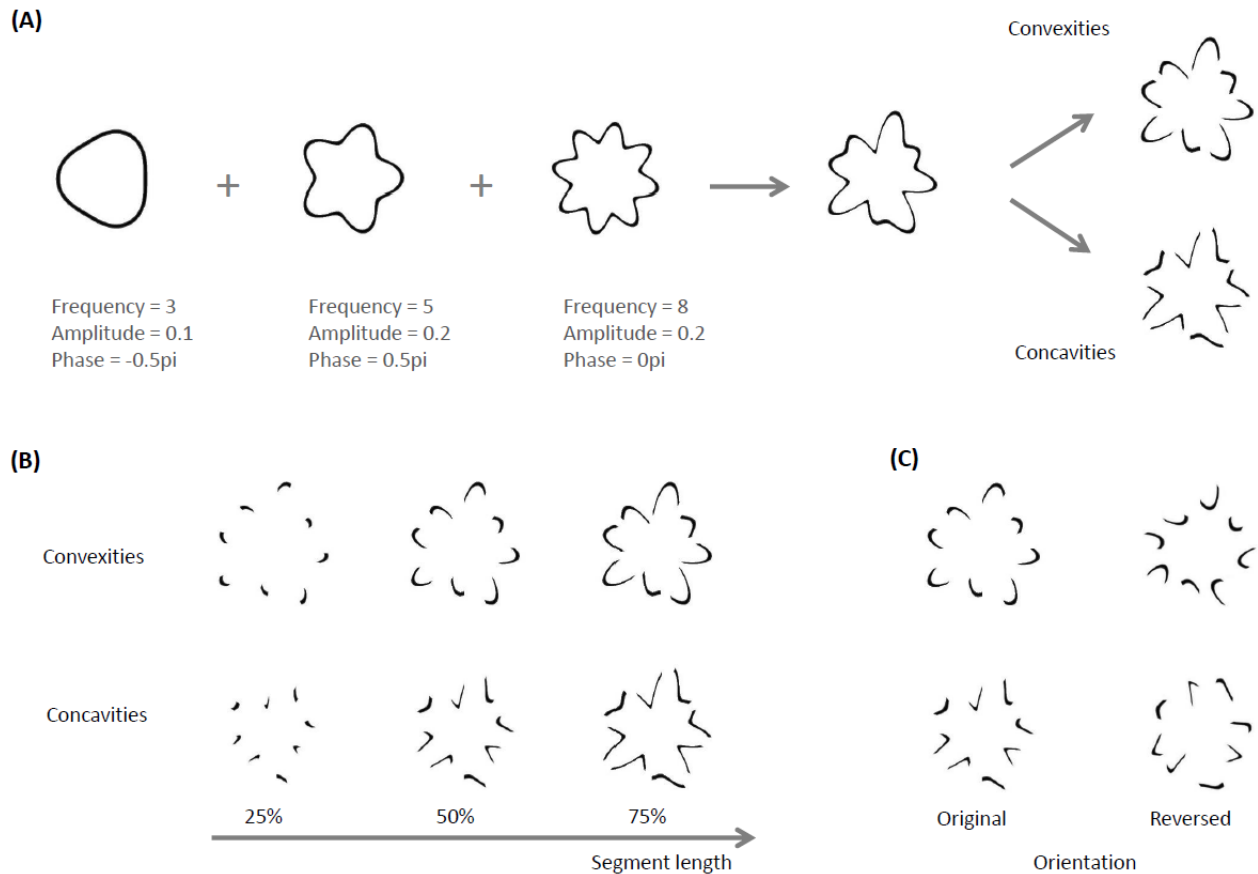 (A)
Convexities
+
+
Frequency = 3
Amplitude = 0.1
Phase = -0.5pi
Frequency = 5
Amplitude = 0.2
Phase = 0.5pi
Frequency = 8
Amplitude = 0.2
Phase = 0pi
Concavities
(B)
Convexities
Concavities
25%
50%
75%
Segment length
(C)
Original
Reversed
Orientation